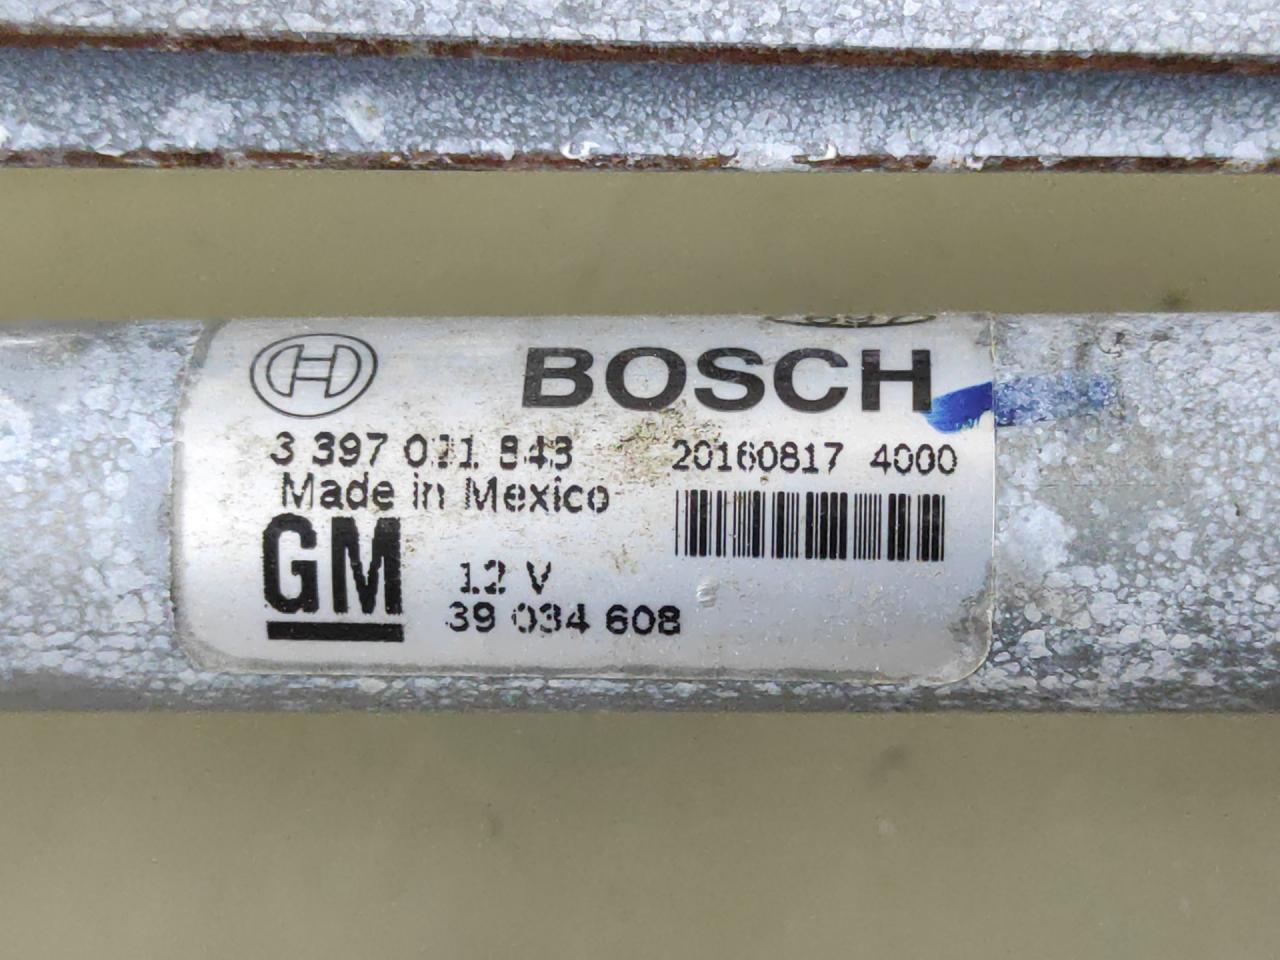 BOSCH
3 397 021 843 20160817 4000
Made in Mexico
GM
12 V
39 034 608